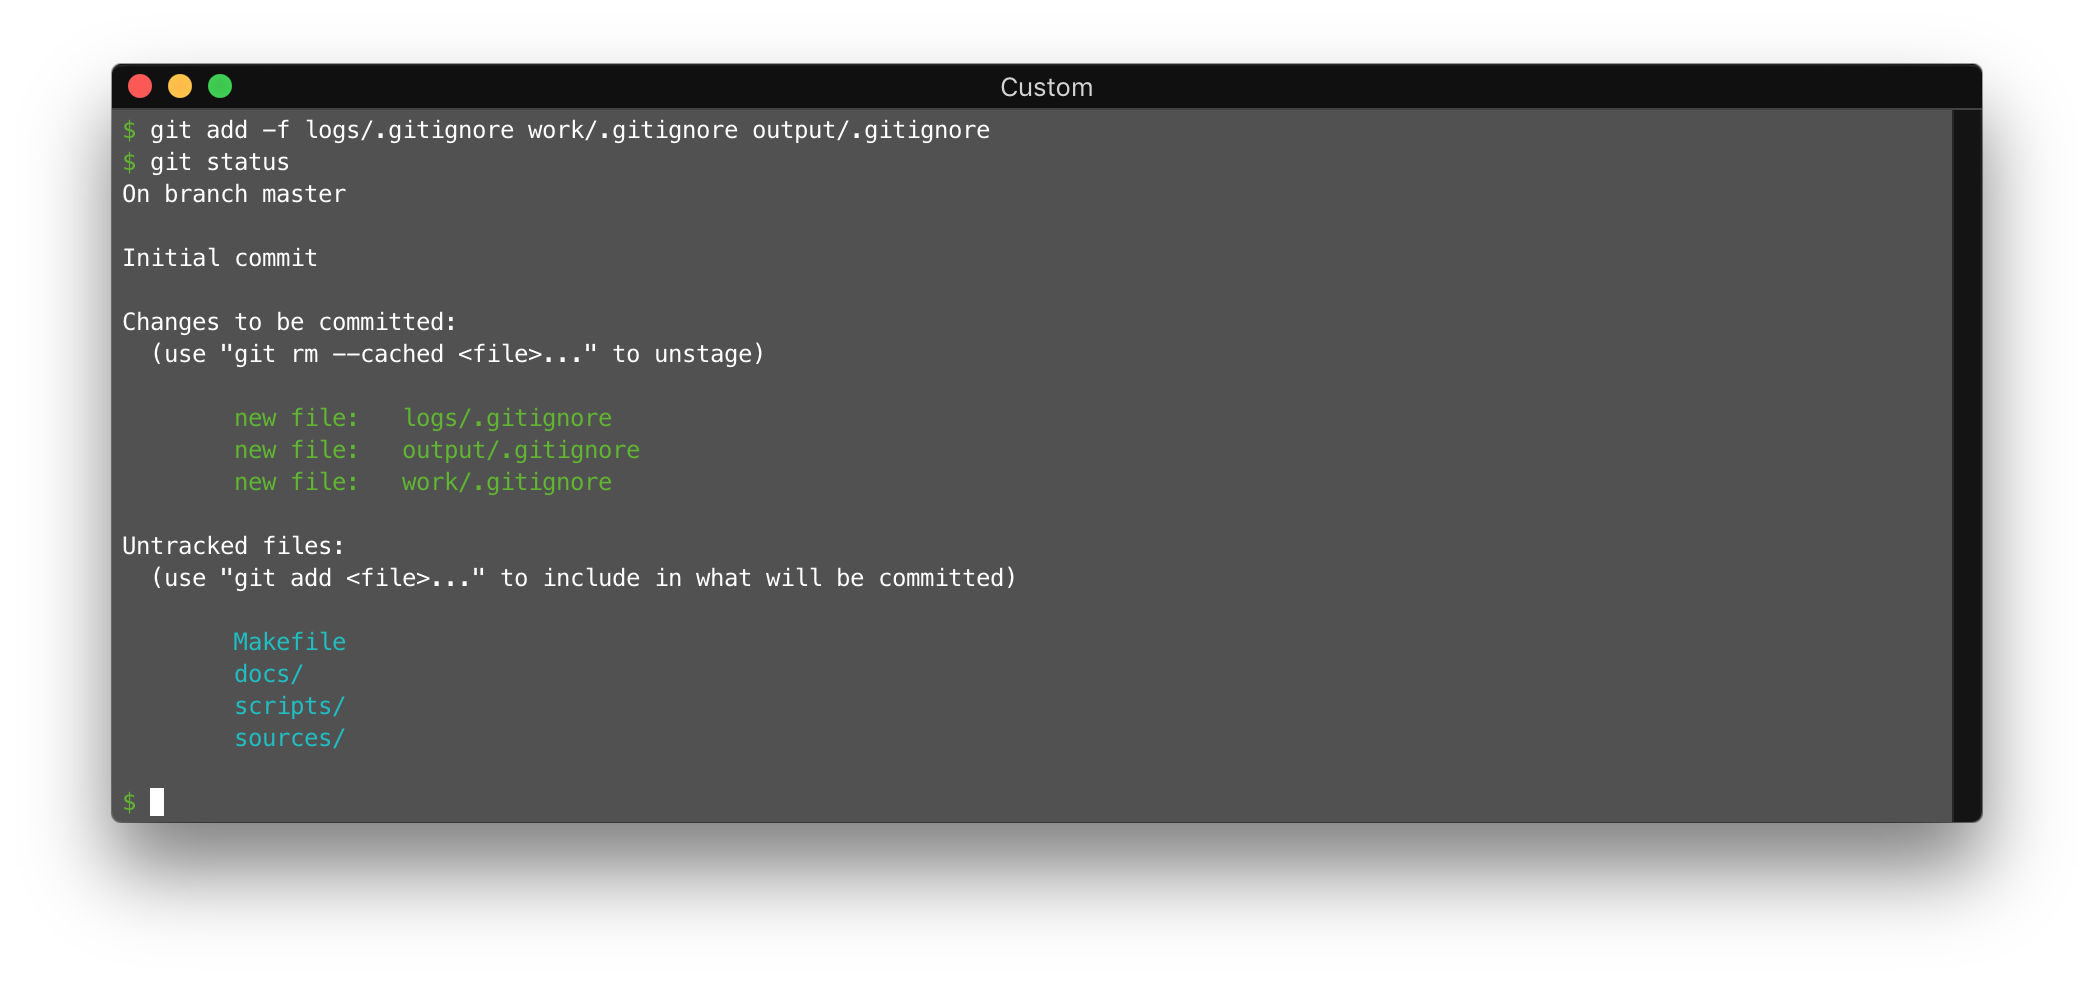 Custom
$ git add -f logs/.gitignore work/.gitignore output/.gitignore
$ git status
On branch master
Initial commit
Changes to be committed:
  (use "git rm --cached <file>..." to unstage)
        new file:   logs/.gitignore
        new file:   output/.gitignore
        new file:   work/.gitignore
Untracked files:
  (use "git add <file>..." to include in what will be committed)
        Makefile
        docs/
        scripts/
        sources/
$